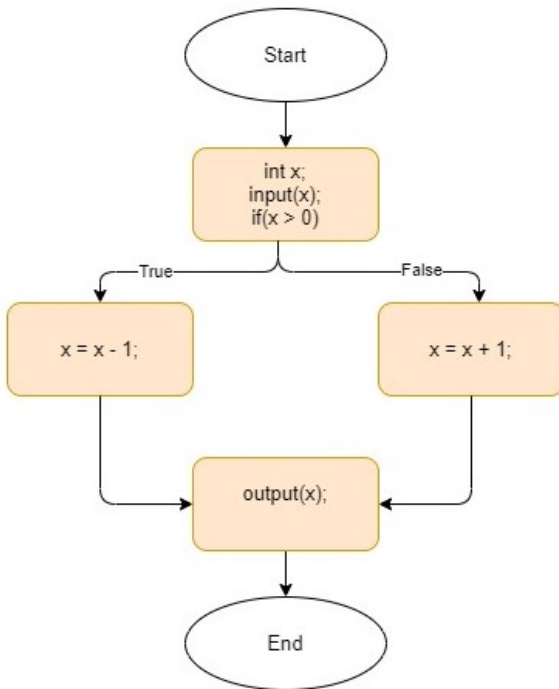 Start
int x;
input(x);
if(x > 0)
True
False
x = x - 1;
x = x + 1;
output(x);
End